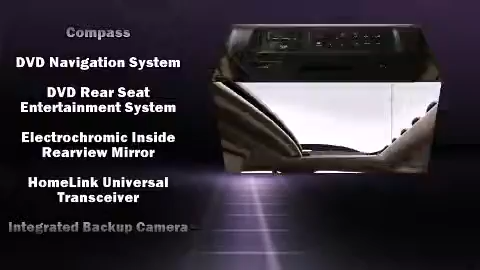 Compass
DVD Navigation System
DVD Rear Seat
Entertainment System
Electrochromic Inside
Rearview Mirror
HomeLink Universal
Transceiver
Integrated Backup Camera